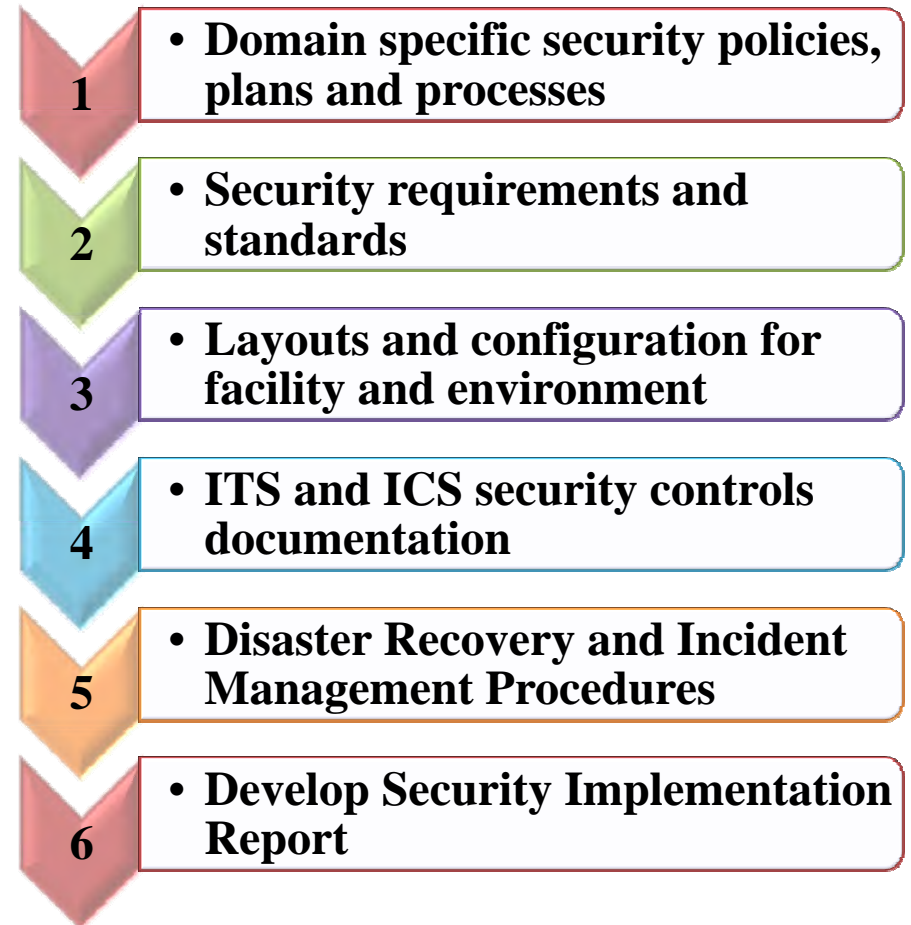 1
• Domain specific security policies,
plans and processes
2
• Security requirements and
standards
3
• Layouts and configuration for
facility and environment
4
• ITS and ICS security controls
documentation
5
• Disaster Recovery and Incident
Management Procedures
6
• Develop Security Implementation
Report